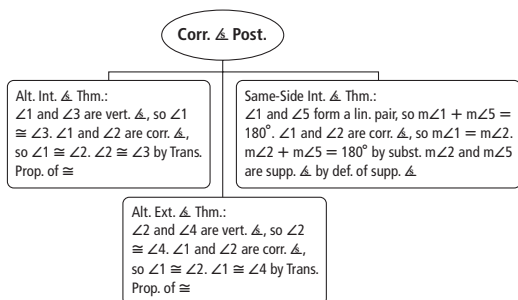 Corr. ∡ Post.
Alt. Int. ∡ Thm.:
∠1 and ∠3 are vert. ∡, so ∠1
≅ ∠3. ∠1 and ∠2 are corr. ∡,
so ∠1 ≅ ∠2. ∠2 ≅ ∠3 by Trans.
Prop. of ≅
Same-Side Int. ∡ Thm.:
∠1 and ∠5 form a lin. pair, so m∠1 + m∠5 =
180°. ∠1 and ∠2 are corr. ∡, so m∠1 = m∠2.
m∠2 + m∠5 = 180° by subst. m∠2 and m∠5
are supp. ∡ by def. of supp. ∡
Alt. Ext. ∡ Thm.:
∠2 and ∠4 are vert. ∡, so ∠2
≅ ∠4. ∠1 and ∠2 are corr. ∡,
so ∠1 ≅ ∠2. ∠1 ≅ ∠4 by Trans.
Prop. of ≅